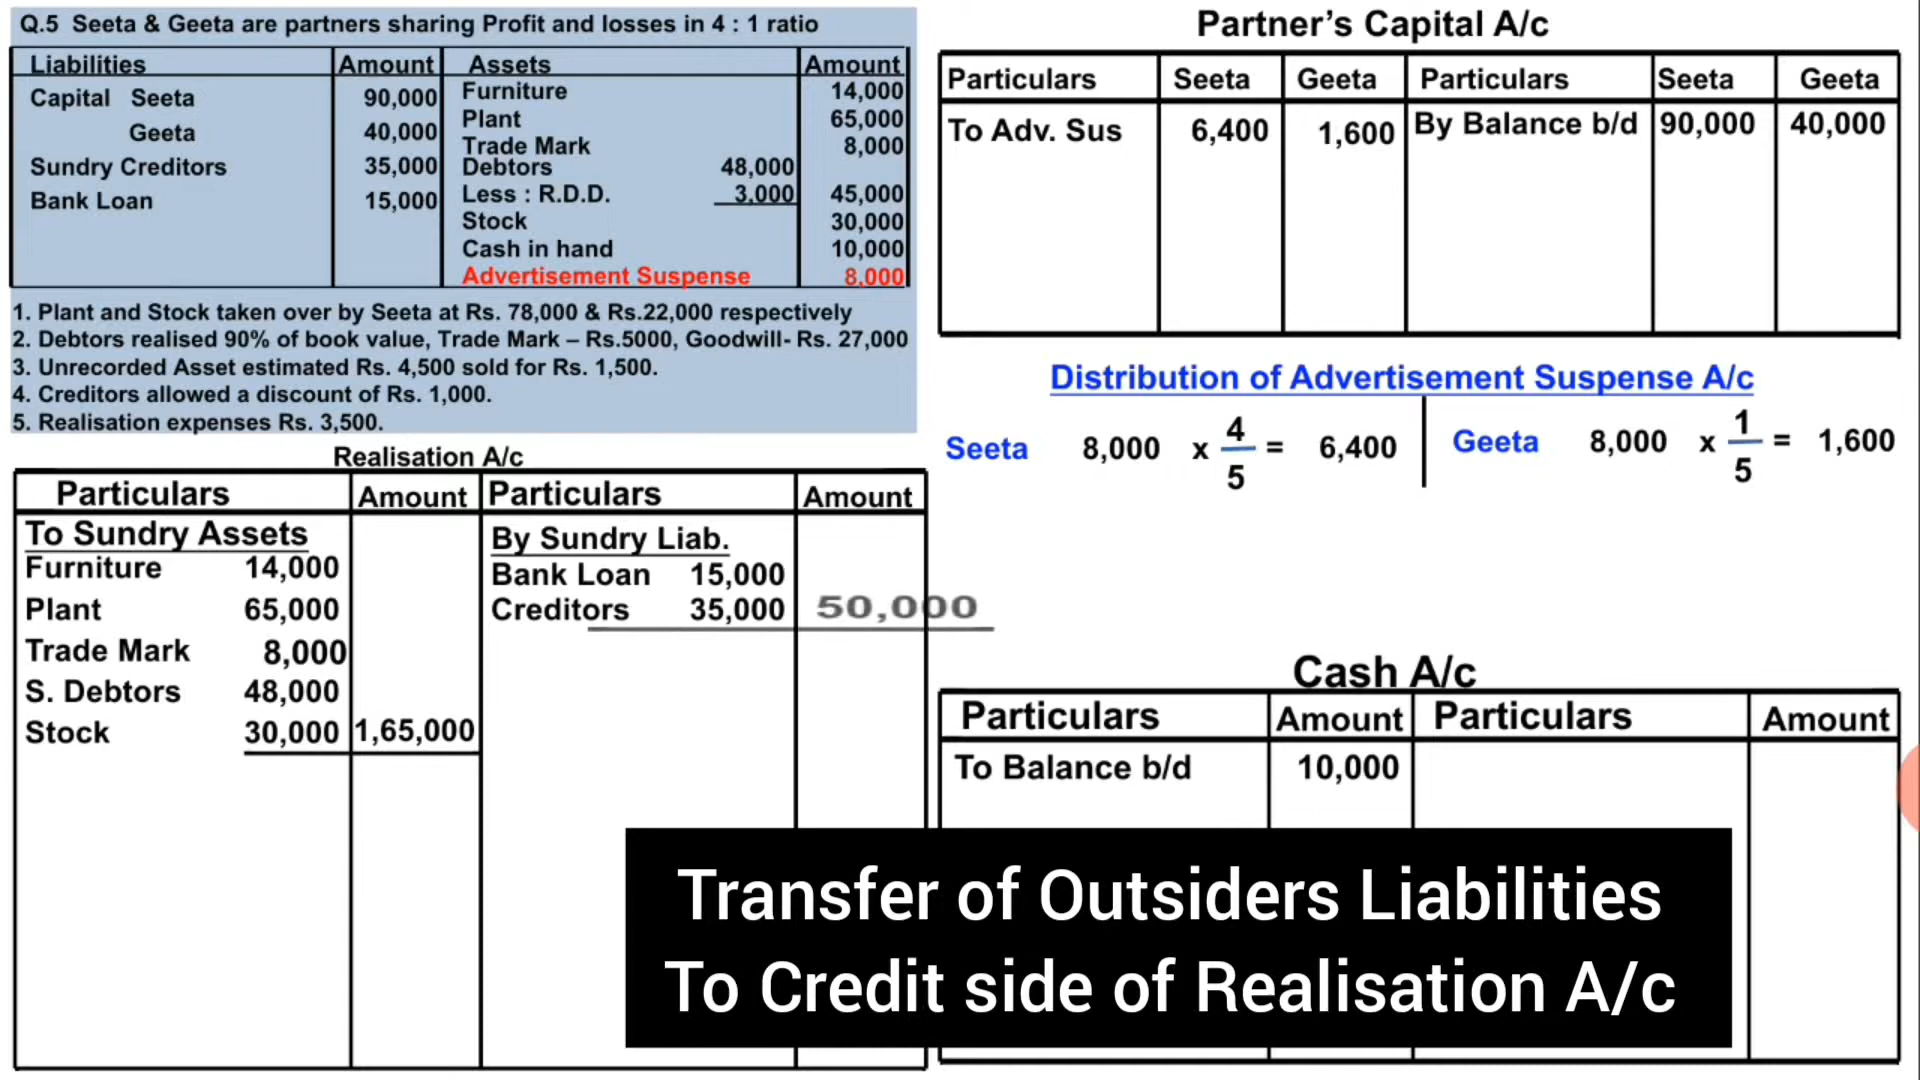 Q.5 Seeta & Geeta are partners sharing Profit and losses in 4 : 1 ratio
Liabilities Amount Assets Amount
Capital Seeta 90,000 Furniture 14,000
Plant 65,000
Geeta 40,000 Trade Mark 8,000
Sundry Creditors 35,000 Debtors 48,000
Bank Loan 15,000 Less : R.D.D. 3,000 45,000
Stock 30,000
Cash in hand 10,000
Advertisement Suspense 8,000
1. Plant and Stock taken over by Seeta at Rs. 78,000 & Rs.22,000 respectively
2. Debtors realised 90% of book value, Trade Mark – Rs.5000, Goodwill- Rs. 27,000
3. Unrecorded Asset estimated Rs. 4,500 sold for Rs. 1,500.
4. Creditors allowed a discount of Rs. 1,000.
5. Realisation expenses Rs. 3,500.
Partner’s Capital A/c
Particulars Seeta Geeta Particulars Seeta Geeta
To Adv. Sus 6,400 1,600 By Balance b/d 90,000 40,000
Distribution of Advertisement Suspense A/c
Seeta 8,000 x 4/5 = 6,400 Geeta 8,000 x 1/5 = 1,600
Realisation A/c
Particulars Amount Particulars Amount
To Sundry Assets By Sundry Liab.
Furniture 14,000 Bank Loan 15,000
Plant 65,000 Creditors 35,000 50,000
Trade Mark 8,000
S. Debtors 48,000
Stock 30,000 1,65,000
Cash A/c
Particulars Amount Particulars Amount
To Balance b/d 10,000
Transfer of Outsiders Liabilities
To Credit side of Realisation A/c